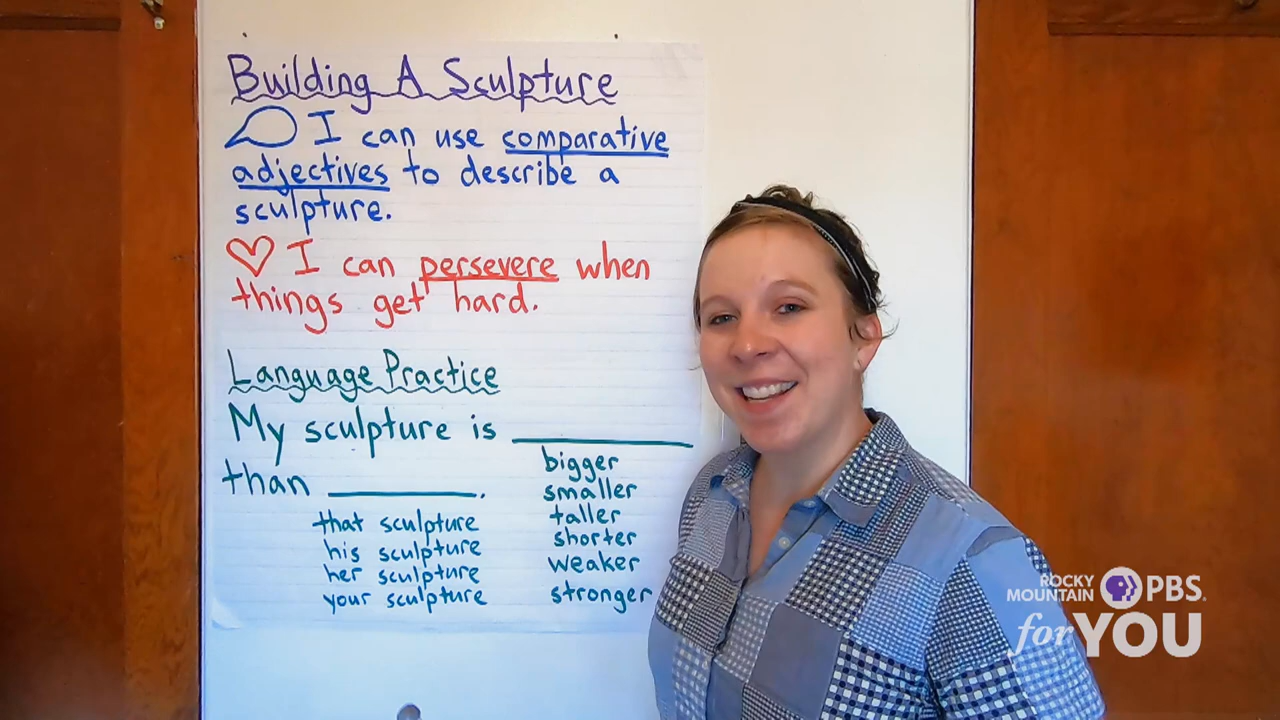 Building A Sculpture
I can use comparative
adjectives to describe a
sculpture.
I can persevere when
things get hard.
Language Practice
My sculpture is ________
than ________.
bigger
smaller
taller
shorter
weaker
stronger
that sculpture
his sculpture
her sculpture
your sculpture
ROCKY
MOUNTAIN PBS.
for YOU